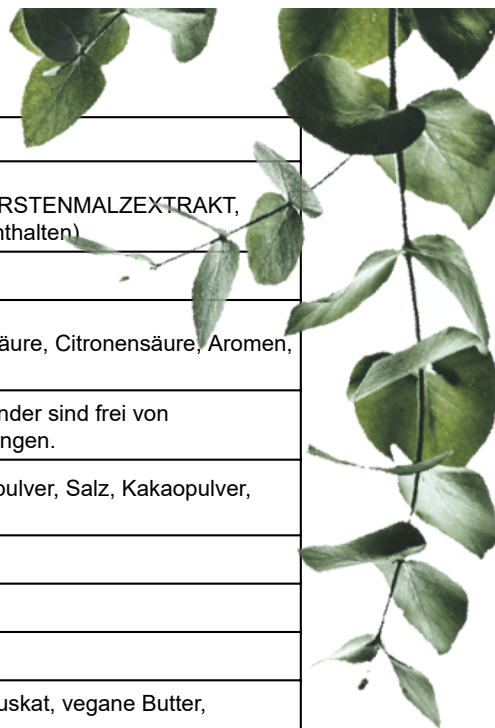 RSTENMALZEXTRAKT,
nthalten)
äure, Citronensäure, Aromen,
nder sind frei von
ngen.
pulver, Salz, Kakaopulver,
uskat, vegane Butter,